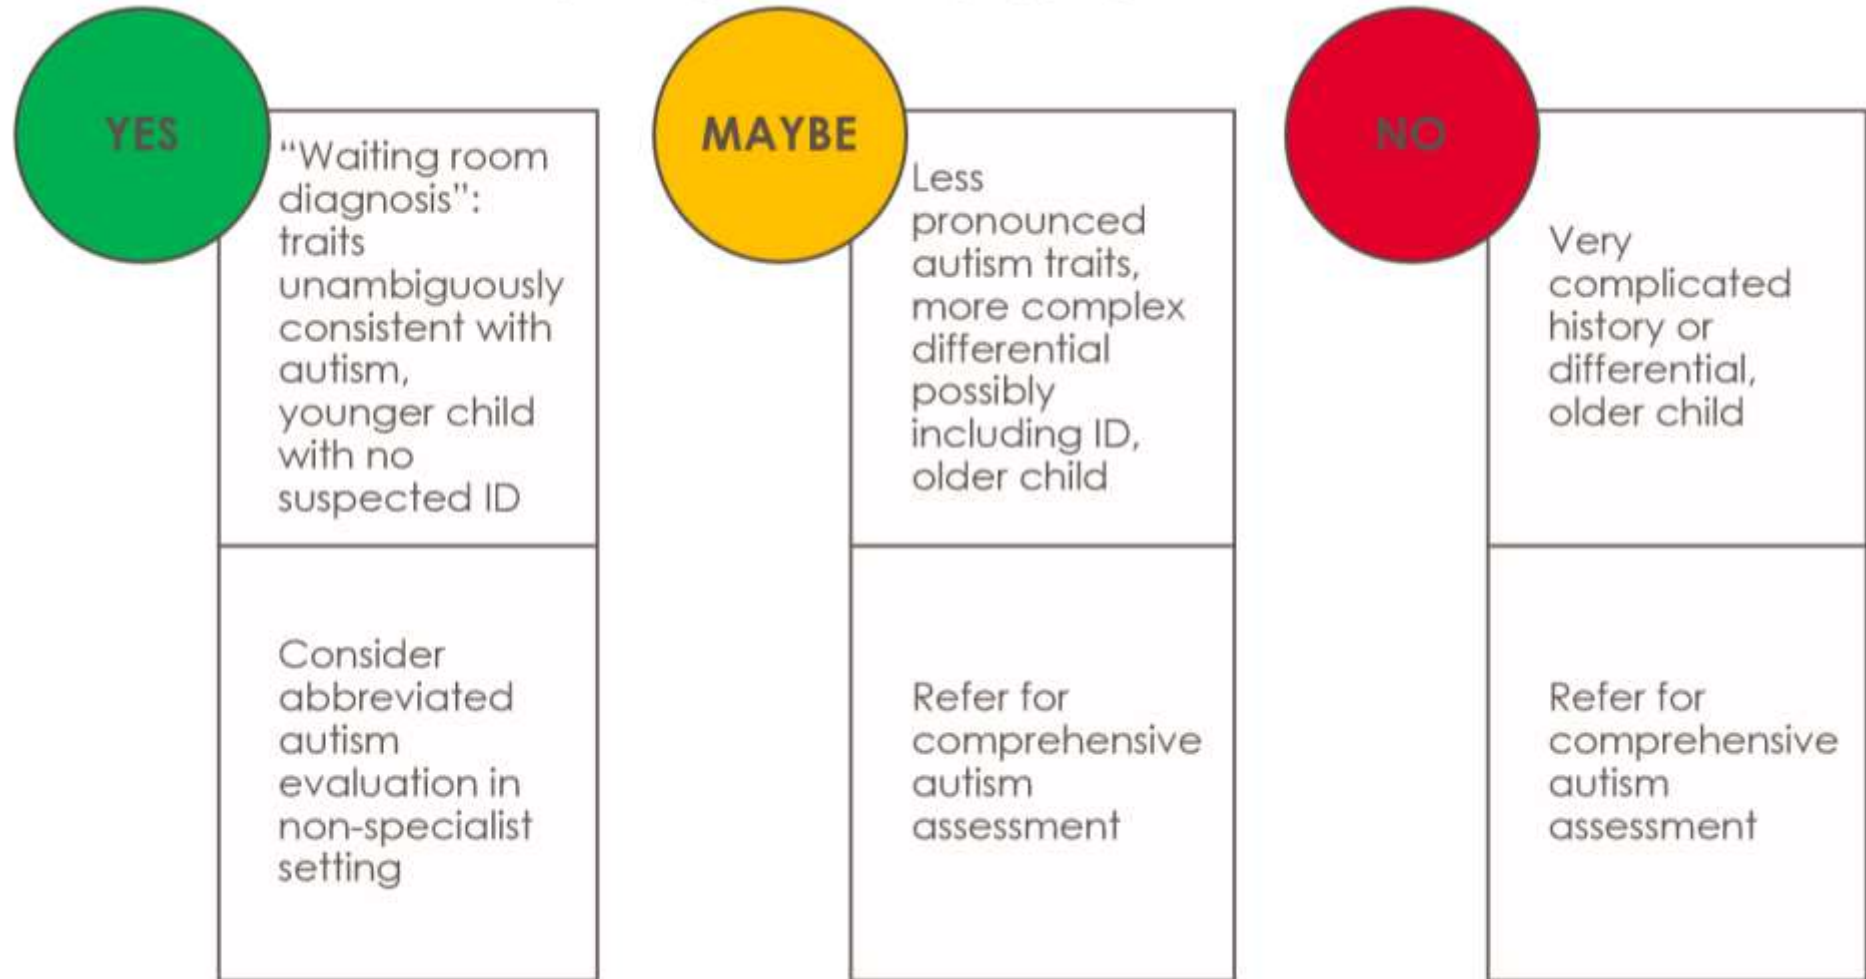 YES
"Waiting room
diagnosis":
traits
unambiguously
consistent with
autism,
younger child
with no
suspected ID
Consider
abbreviated
autism
evaluation in
non-specialist
setting
MAYBE
Less
pronounced
autism traits,
more complex
differential
possibly
including ID,
older child
Refer for
comprehensive
autism
assessment
NO
Very
complicated
history or
differential,
older child
Refer for
comprehensive
autism
assessment